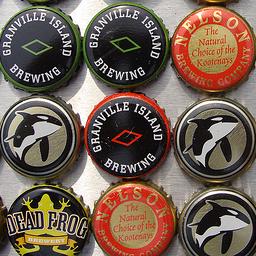 GRANVILLE ISLAND
BREWING
GRANVILLE ISLAND
BREWING
NELSON
The
Natural
Choice of the
Kootenays
BREWING COMPANY
GRANVILLE ISLAND
BREWING
DEAD FROG
BREWERY
NELSON
The
Natural
Choice of the
Kootenays